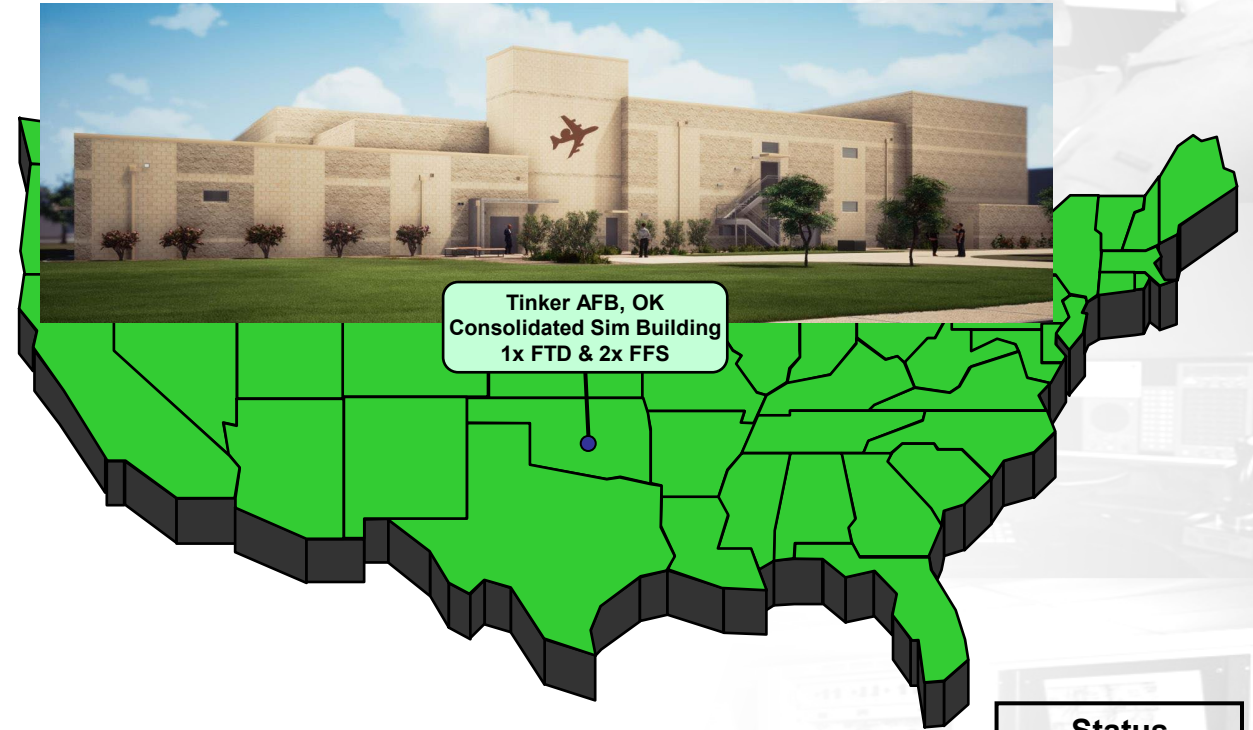 Tinker AFB, OK
Consolidated Sim Building
1x FTD & 2x FFS
Status